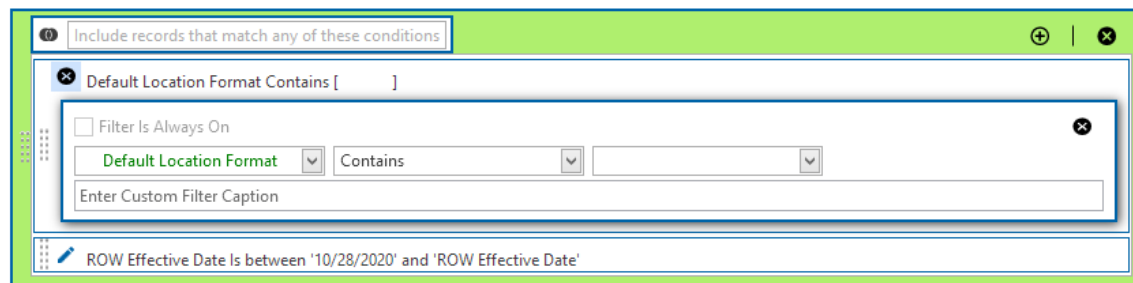 Include records that match any of these conditions
Default Location Format Contains [ ]
Filter Is Always On
Default Location Format Contains
Enter Custom Filter Caption
ROW Effective Date Is between '10/28/2020' and 'ROW Effective Date'